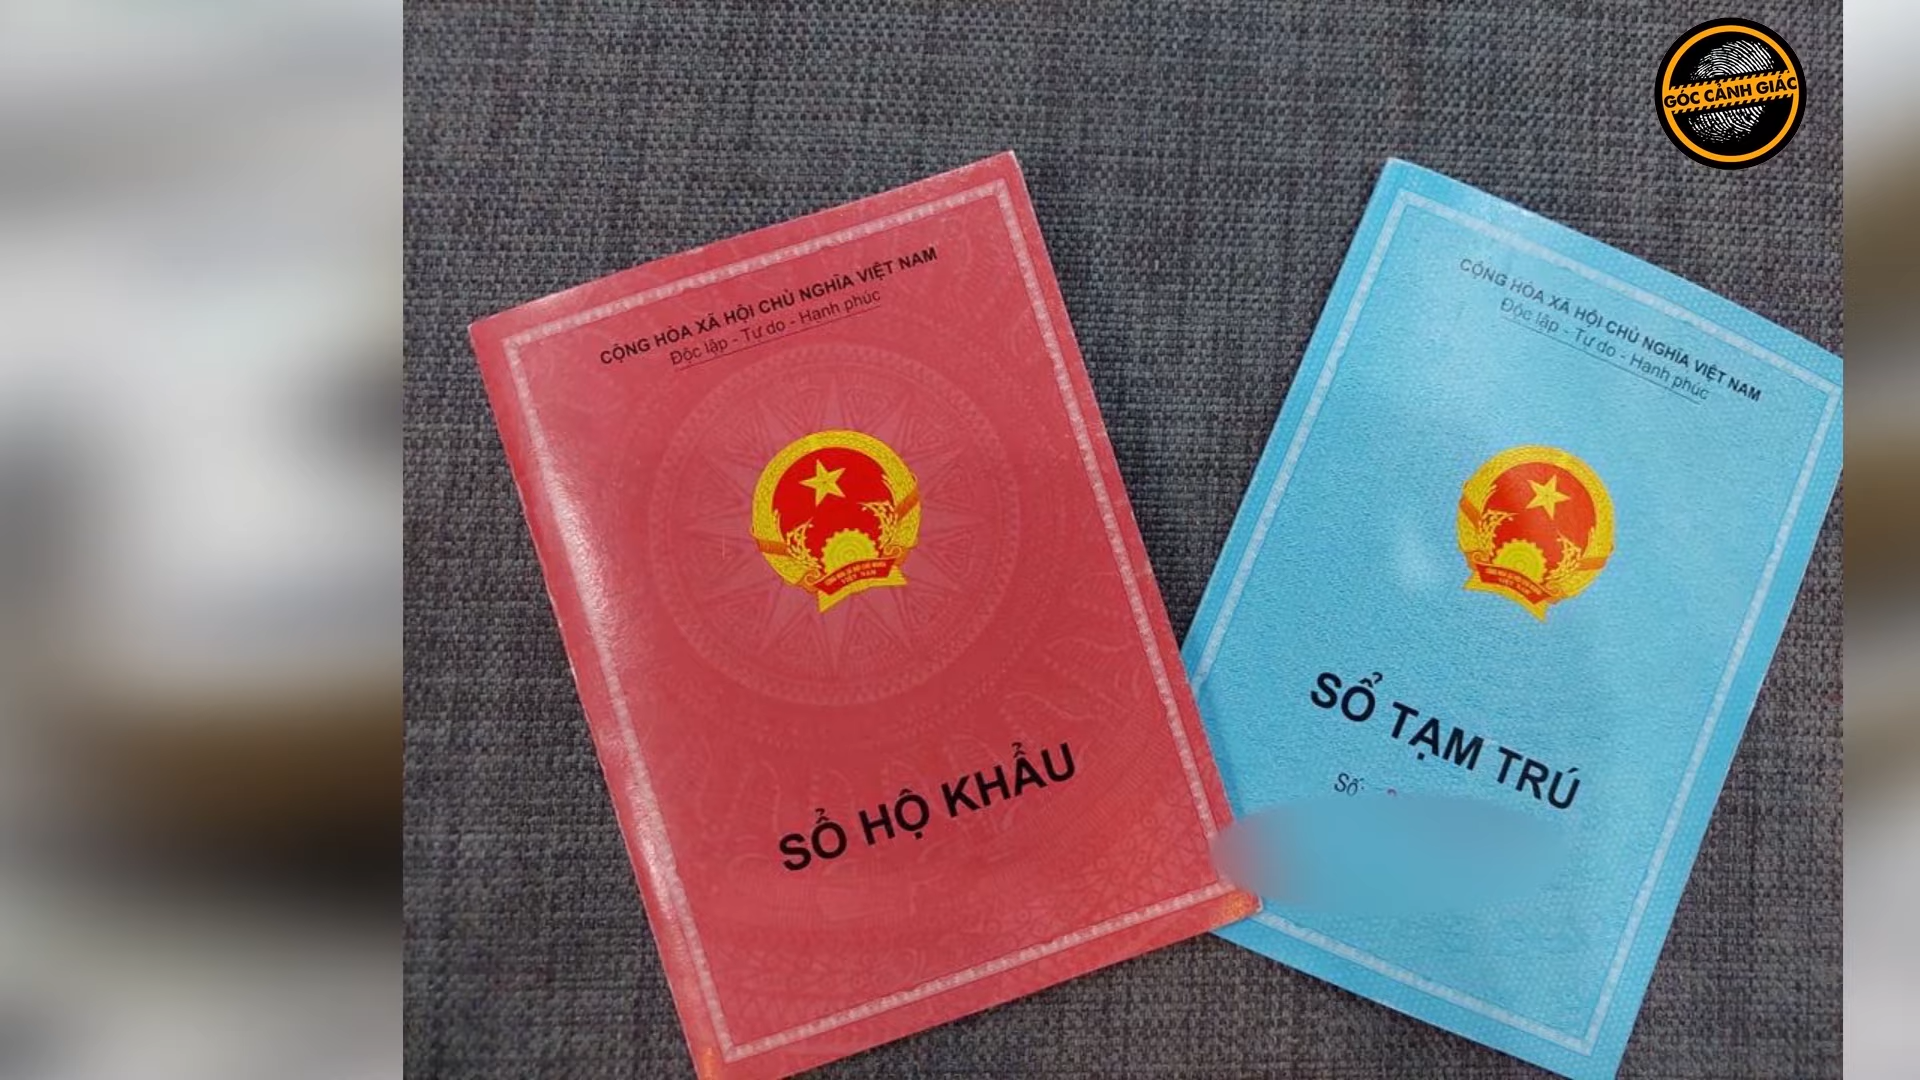 GÓC CẢNH GIÁC
CỘNG HÒA XÃ HỘI CHỦ NGHĨA VIỆT NAM
Độc lập - Tự do - Hạnh phúc
SỔ HỘ KHẨU
CỘNG HÒA XÃ HỘI CHỦ NGHĨA VIỆT NAM
Độc lập - Tự do - Hạnh phúc
SỔ TẠM TRÚ
Số: